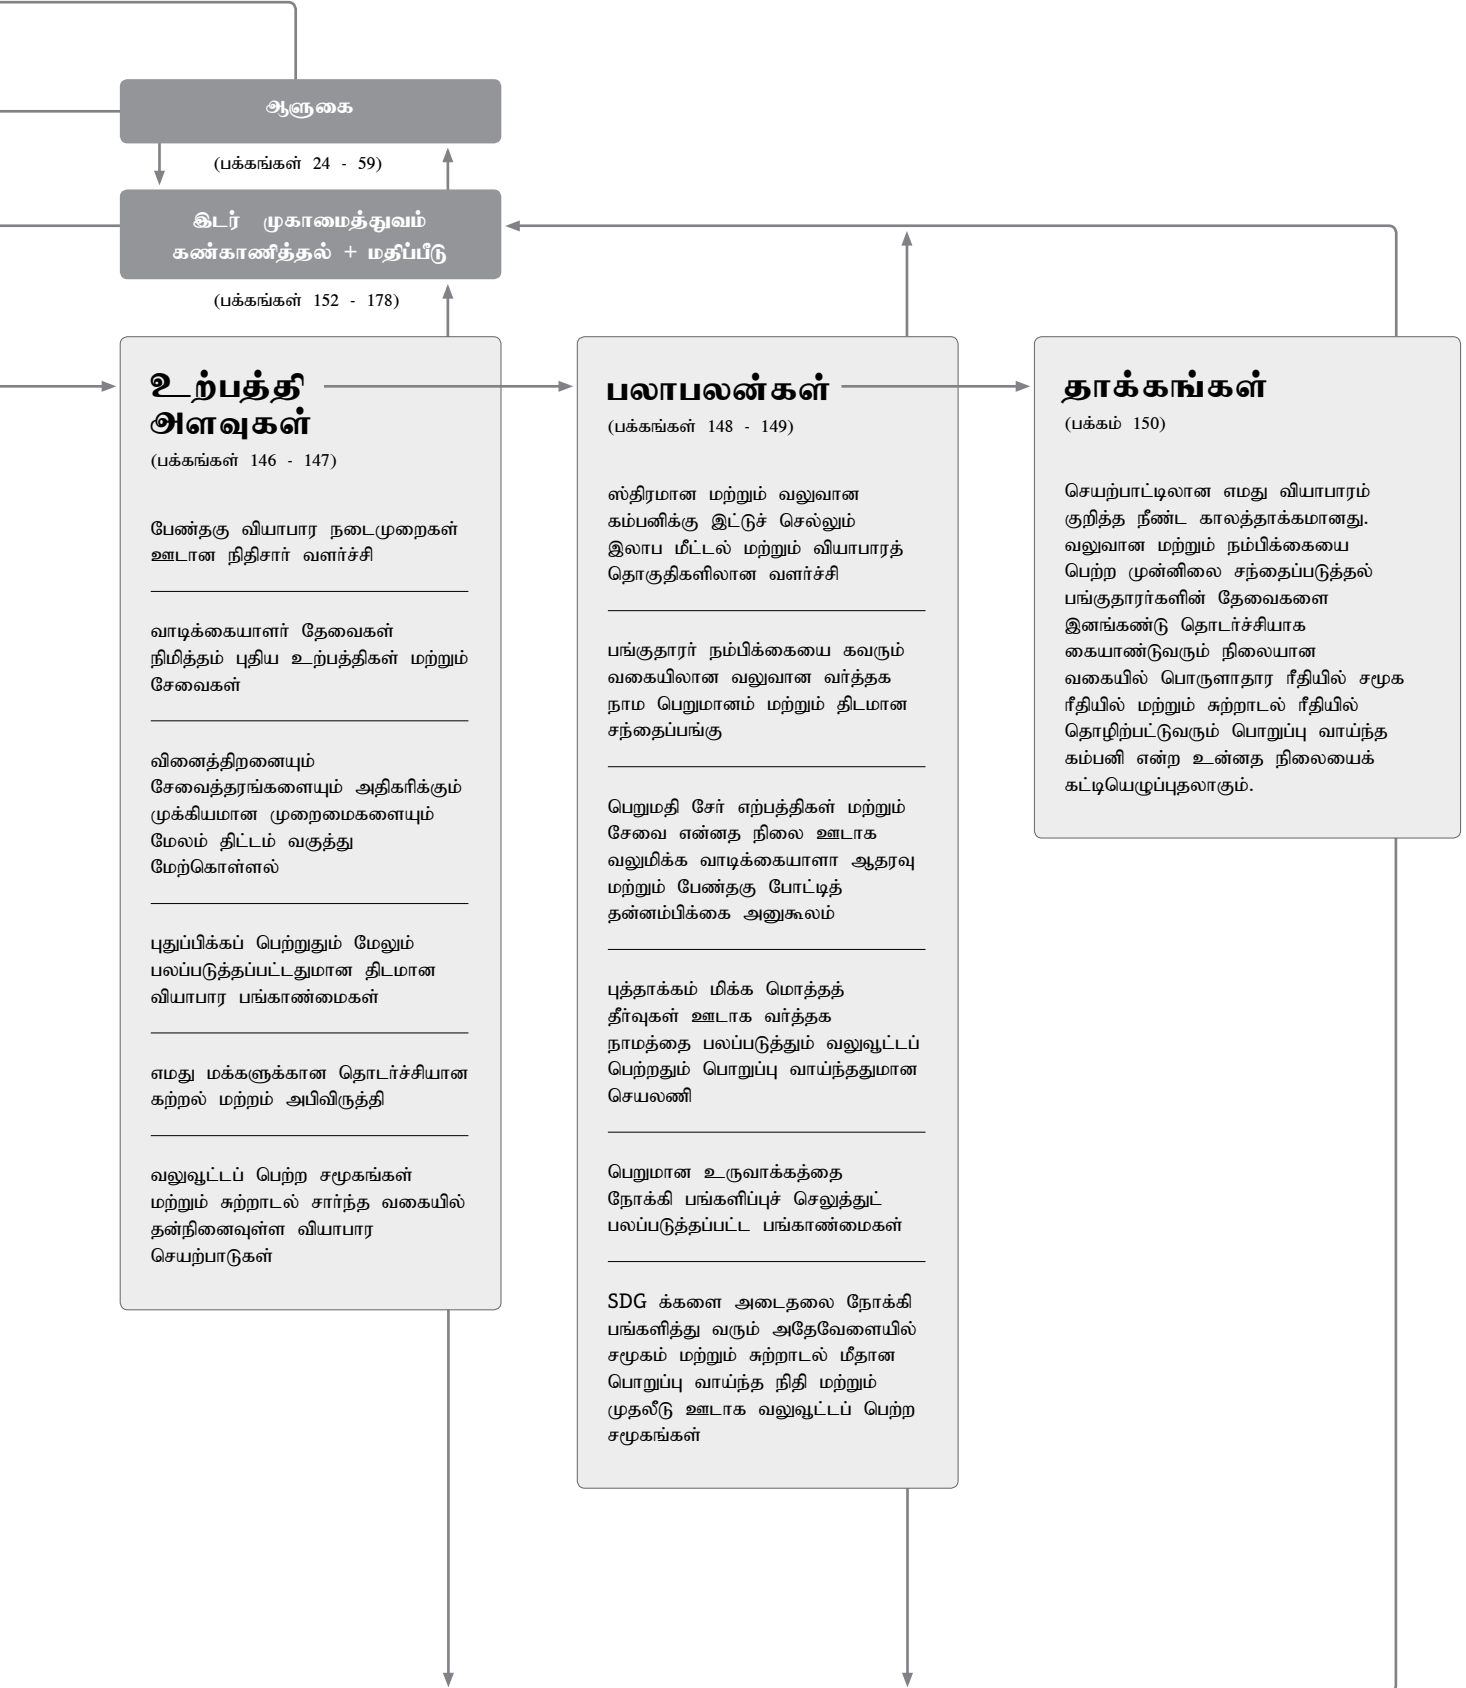 ஆளுகை
(பக்கங்கள் 24 - 59)
இடர் முகாமைத்துவம்
கண்காணித்தல் + மதிப்பீடு
(பக்கங்கள் 152 - 178)
உற்பத்தி
அளவுகள்
(பக்கங்கள் 146 - 147)
பேண்தகு வியாபார நடைமுறைகள்
ஊடான நிதிசார் வளர்ச்சி
வாடிக்கையாளர் தேவைகள்
நிமித்தம் புதிய உற்பத்திகள் மற்றும்
சேவைகள்
வினைத்திறனையும்
சேவைத்தரங்களையும் அதிகரிக்கும்
முக்கியமான முறைமைகளையும்
மேலம் திட்டம் வகுத்து
மேற்கொள்ளல்
புதுப்பிக்கப் பெற்றுதும் மேலும்
பலப்படுத்தப்பட்டதுமான திடமான
வியாபார பங்காண்மைகள்
எமது மக்களுக்கான தொடர்ச்சியான
கற்றல் மற்றம் அபிவிருத்தி
வலுவூட்டப் பெற்ற சமூகங்கள்
மற்றும் சுற்றாடல் சார்ந்த வகையில்
தன்நினைவுள்ள வியாபார
செயற்பாடுகள்
பலாபலன்கள்
(பக்கங்கள் 148 - 149)
ஸ்திரமான மற்றும் வலுவான
கம்பனிக்கு இட்டுச் செல்லும்
இலாப மீட்டல் மற்றும் வியாபாரத்
தொகுதிகளிலான வளர்ச்சி
பங்குதாரர் நம்பிக்கையை கவரும்
வகையிலான வலுவான வர்த்தக
நாம பெறுமானம் மற்றும் திடமான
சந்தைப்பங்கு
பெறுமதி சேர் எற்பத்திகள் மற்றும்
சேவை என்னத நிலை ஊடாக
வலுமிக்க வாடிக்கையாளா ஆதரவு
மற்றும் பேண்தகு போட்டித்
தன்னம்பிக்கை அனுகூலம்
புத்தாக்கம் மிக்க மொத்தத்
தீர்வுகள் ஊடாக வர்த்தக
நாமத்தை பலப்படுத்தும் வலுவூட்டப்
பெற்றதும் பொறுப்பு வாய்ந்ததுமான
செயலணி
பெறுமான உருவாக்கத்தை
நோக்கி பங்களிப்புச் செலுத்துட்
பலப்படுத்தப்பட்ட பங்காண்மைகள்
SDG க்களை அடைதலை நோக்கி
பங்களித்து வரும் அதேவேளையில்
சமூகம் மற்றும் சுற்றாடல் மீதான
பொறுப்பு வாய்ந்த நிதி மற்றும்
முதலீடு ஊடாக வலுவூட்டப் பெற்ற
சமூகங்கள்
தாக்கங்கள்
(பக்கம் 150)
செயற்பாட்டிலான எமது வியாபாரம்
குறித்த நீண்ட காலத்தாக்கமானது.
வலுவான மற்றும் நம்பிக்கையை
பெற்ற முன்னிலை சந்தைப்படுத்தல்
பங்குதாரர்களின் தேவைகளை
இனங்கண்டு தொடர்ச்சியாக
கையாண்டுவரும் நிலையான
வகையில் பொருளாதார ரீதியில் சமூக
ரீதியில் மற்றும் சுற்றாடல் ரீதியில்
தொழிற்பட்டுவரும் பொறுப்பு வாய்ந்த
கம்பனி என்ற உன்னத நிலையைக்
கட்டியெழுப்புதலாகும்.